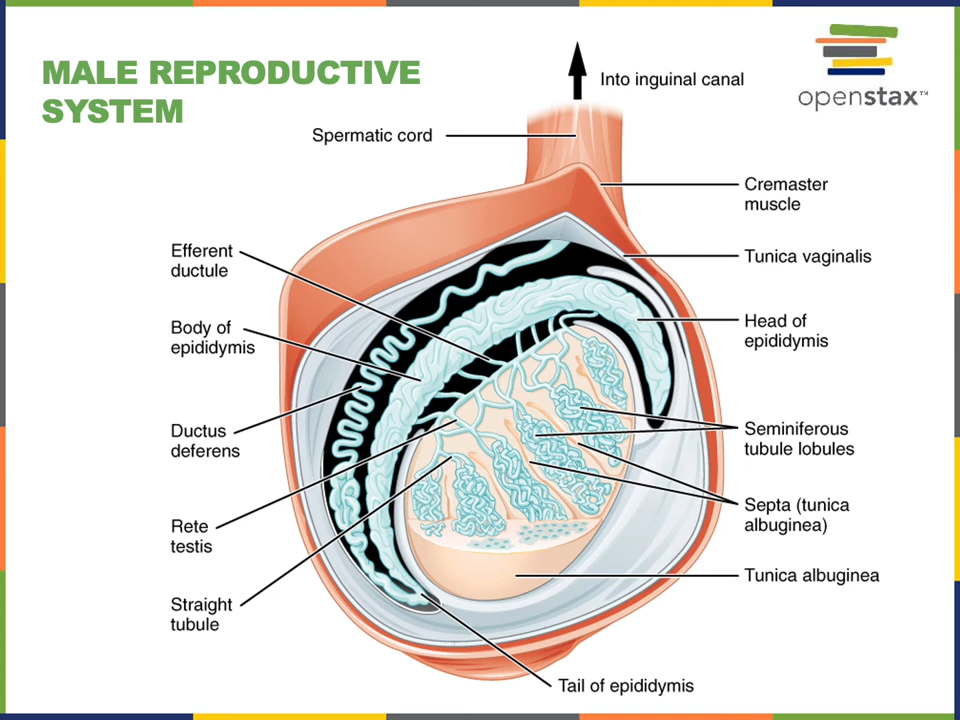 MALE REPRODUCTIVE
SYSTEM
openstax™
Into inguinal canal
Spermatic cord
Cremaster
muscle
Efferent
ductule
Tunica vaginalis
Body of
epididymis
Head of
epididymis
Ductus
deferens
Seminiferous
tubule lobules
Rete
testis
Septa (tunica
albuginea)
Straight
tubule
Tunica albuginea
Tail of epididymis